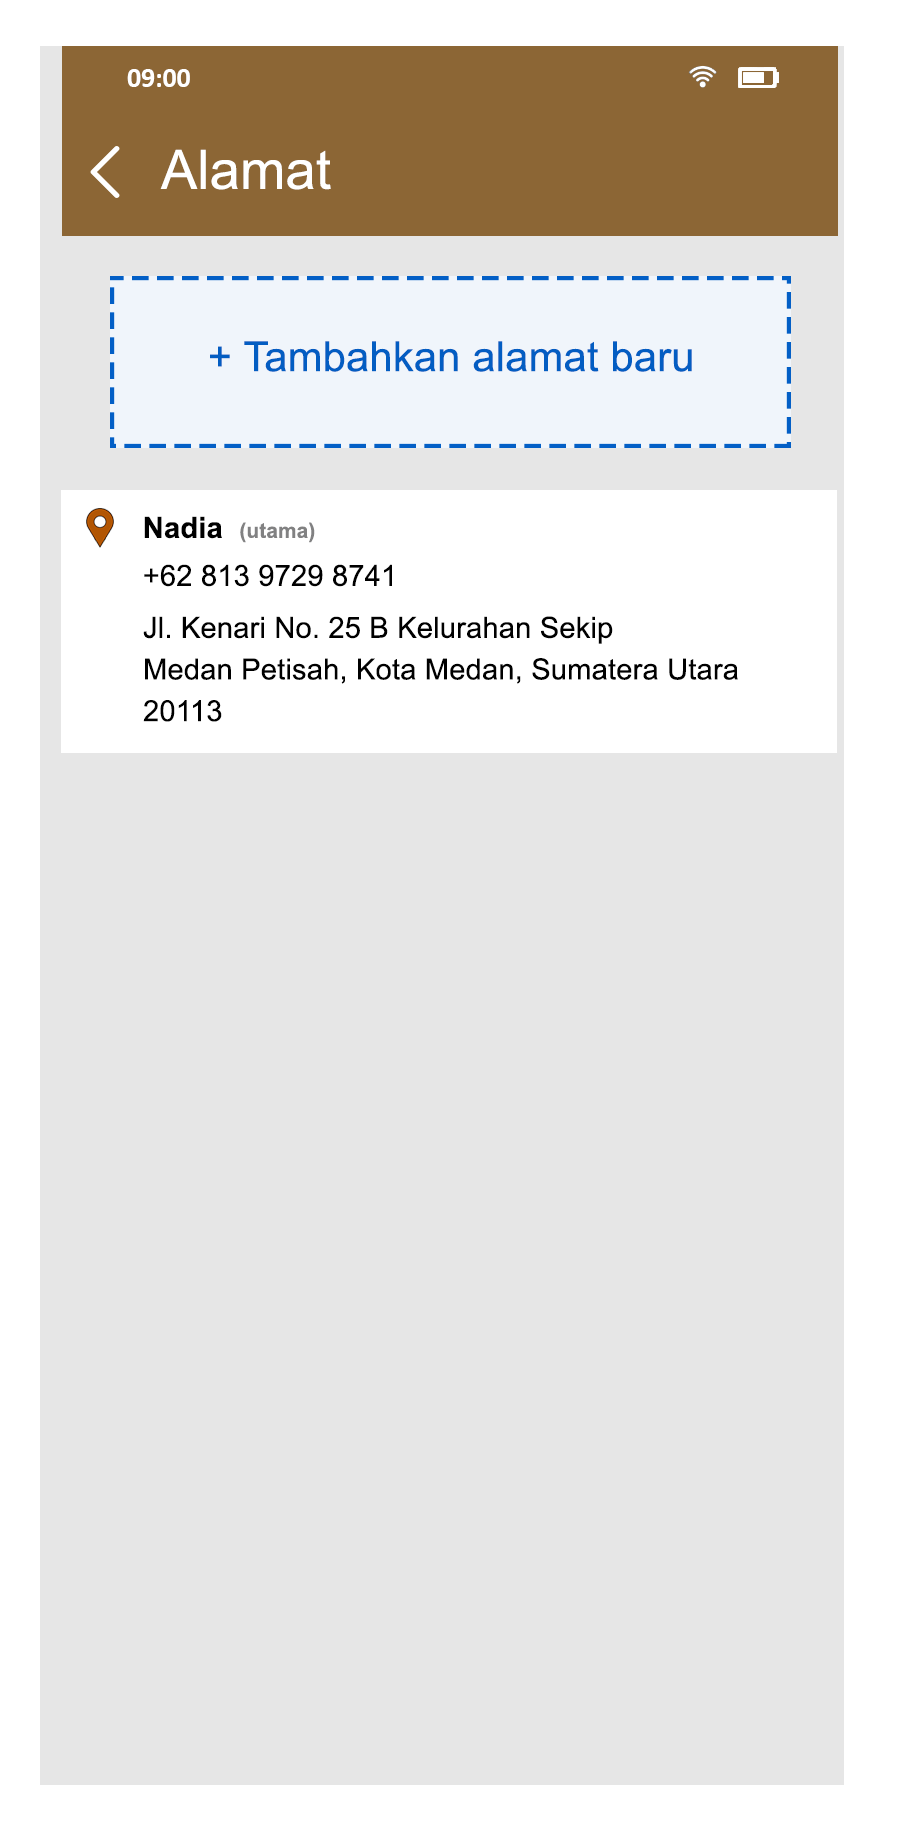 09:00
Alamat
+ Tambahkan alamat baru
Nadia (utama)
+62 813 9729 8741
Jl. Kenari No. 25 B Kelurahan Sekip
Medan Petisah, Kota Medan, Sumatera Utara
20113